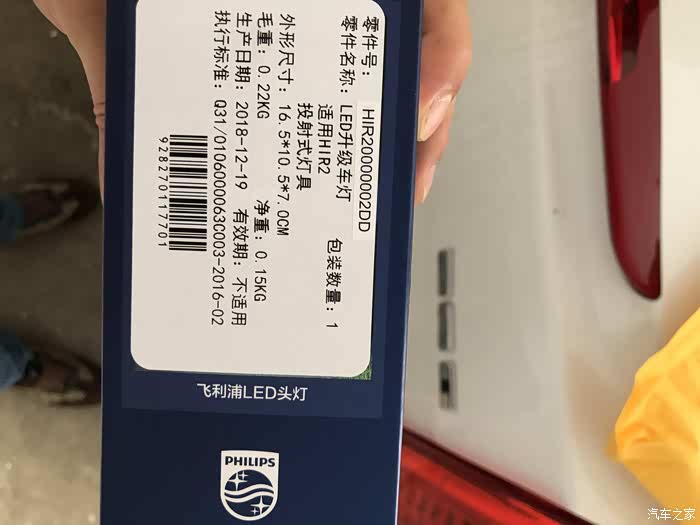 零件号： HIR20000002DD
零件名称： LED升级车灯 包装数量：1
适用HIR2
投射式灯具
外形尺寸：16.5*10.5*7.0CM
毛重：0.22KG 净重：0.15KG
生产日期：2018-12-19 有效期：不适用
执行标准：Q31/0106000063C003-2016-02
928270117701
飞利浦LED头灯
PHILIPS
汽车之家